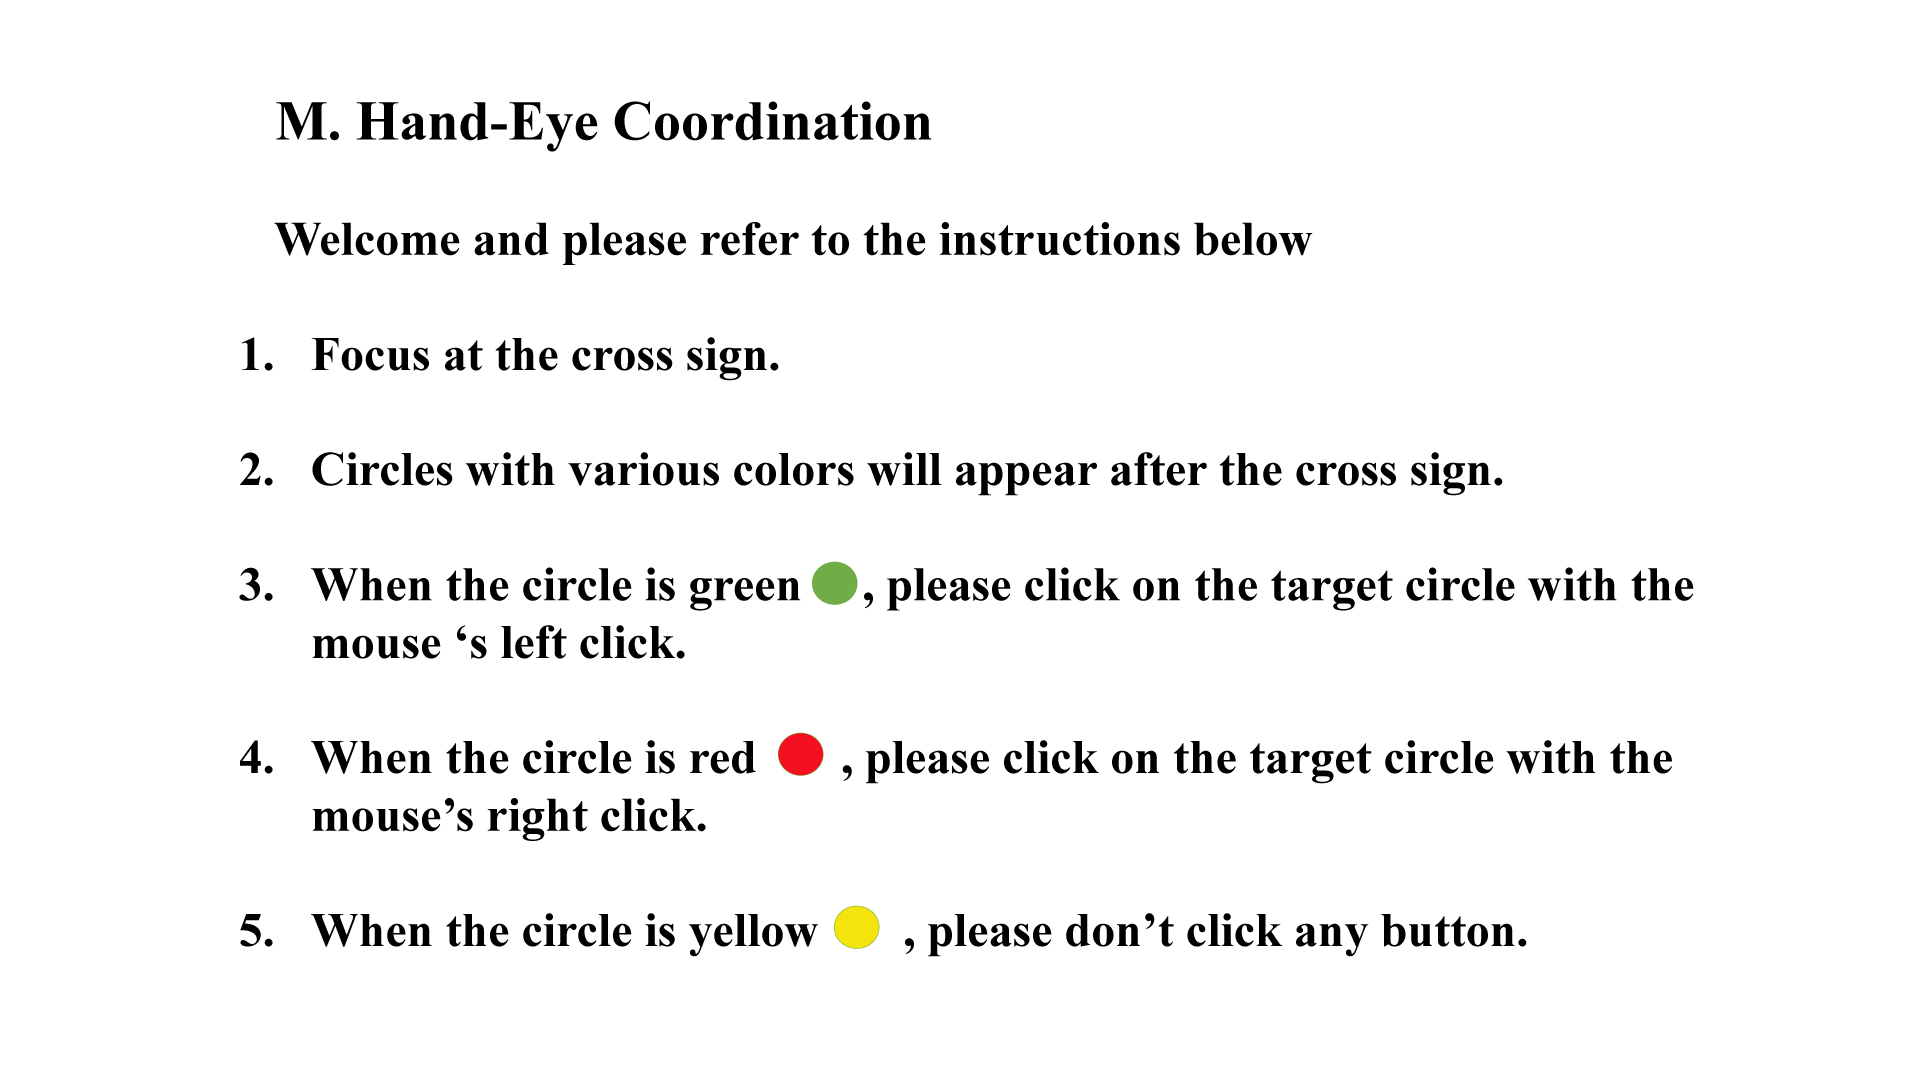 M. Hand-Eye Coordination
Welcome and please refer to the instructions below
1. Focus at the cross sign.
2. Circles with various colors will appear after the cross sign.
3. When the circle is green , please click on the target circle with the
mouse ‘s left click.
4. When the circle is red , please click on the target circle with the
mouse’s right click.
5. When the circle is yellow , please don’t click any button.